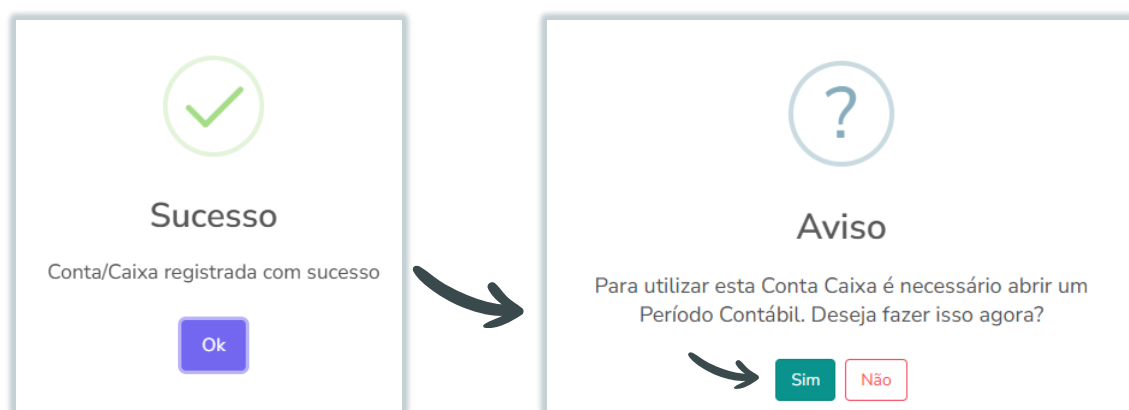 Sucesso
Conta/Caixa registrada com sucesso
Ok
?
Aviso
Para utilizar esta Conta Caixa é necessário abrir um
Período Contábil. Deseja fazer isso agora?
Sim
Não